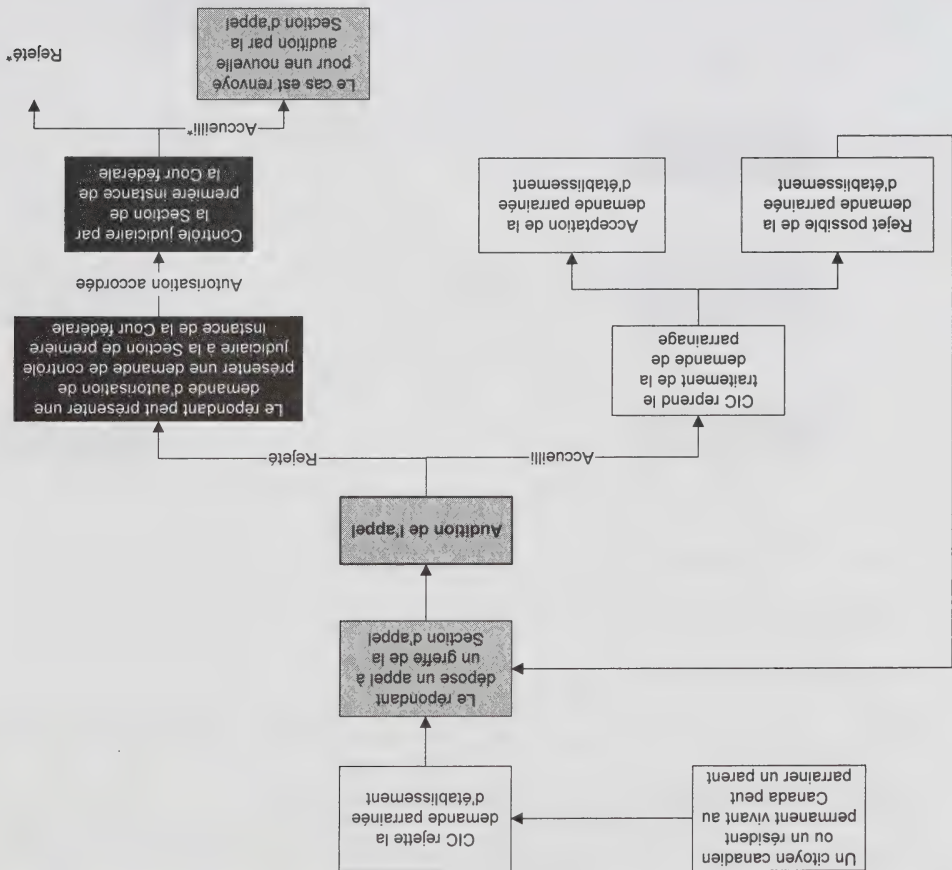 Un citoyen canadien
ou un résident
permanent vivant au
Canada peut
parrainer un parent
CIC rejette la
demande parrainée
d'établissement
Le répondant
dépose un appel à
un greffe de la
Section d'appel
Audition de l'appel
Accueilli
Rejeté
CIC reprend le
traitement de la
demande de
parrainage
Le répondant peut présenter une
demande d'autorisation de
présenter une demande de contrôle
judiciaire à la Section de première
instance de la Cour fédérale
Autorisation accordée
Rejet possible de la
demande parrainée
d'établissement
Acceptation de la
demande parrainée
d'établissement
Contrôle judiciaire par
la Section de
première instance de
la Cour fédérale
Accueilli*
Le cas est renvoyé
pour une nouvelle
audition par la
Section d'appel
Rejeté*